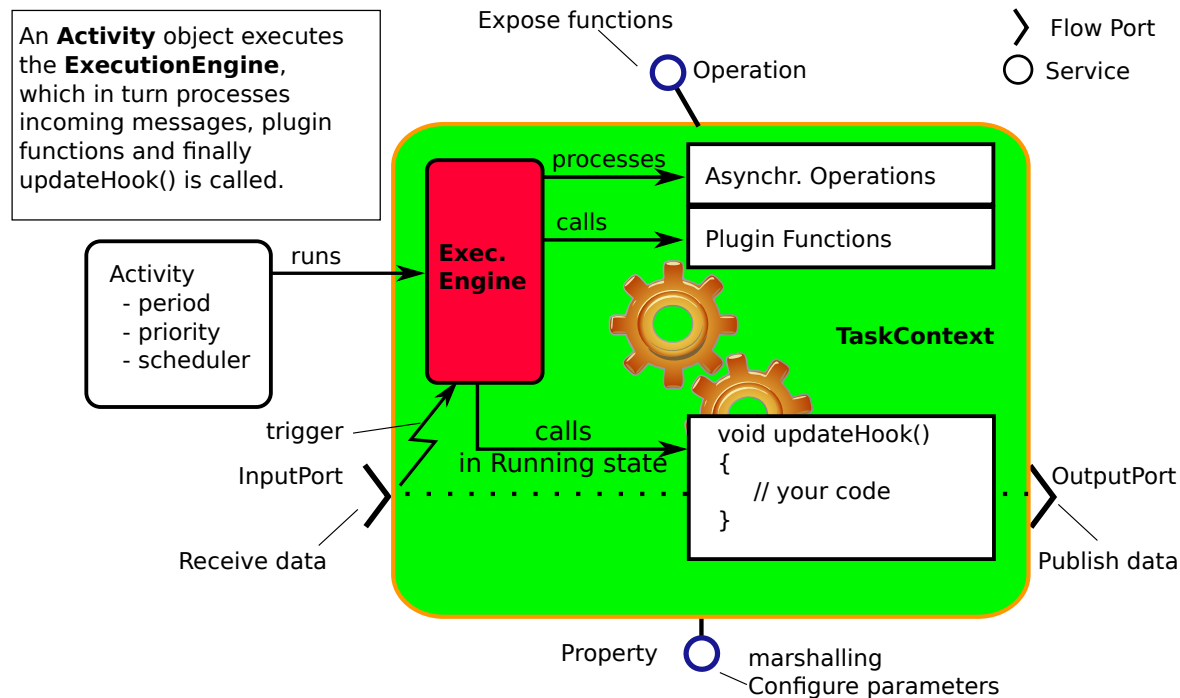 An Activity object executes
the ExecutionEngine,
which in turn processes
incoming messages, plugin
functions and finally
updateHook() is called.
Expose functions
Operation
Flow Port
Service
processes
Asynchr. Operations
calls
Plugin Functions
runs
Exec.
Engine
Activity
- period
- priority
- scheduler
TaskContext
trigger
calls
in Running state
void updateHook()
{
// your code
}
InputPort
OutputPort
Receive data
Publish data
Property
marshalling
Configure parameters